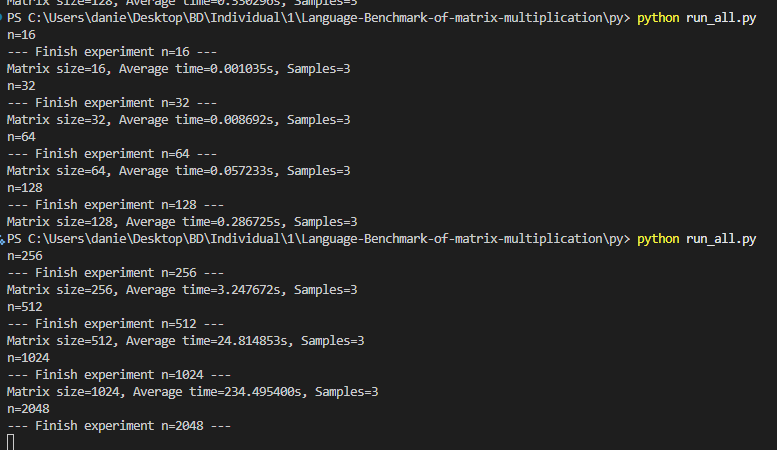 Matrix size=128, Average time=0.330296s, Samples=3
PS C:\Users\danie\Desktop\BD\Individual\1\Language-Benchmark-of-matrix-multiplication\py> python run_all.py
n=16
--- Finish experiment n=16 ---
Matrix size=16, Average time=0.001035s, Samples=3
n=32
--- Finish experiment n=32 ---
Matrix size=32, Average time=0.008692s, Samples=3
n=64
--- Finish experiment n=64 ---
Matrix size=64, Average time=0.057233s, Samples=3
n=128
--- Finish experiment n=128 ---
Matrix size=128, Average time=0.286725s, Samples=3
PS C:\Users\danie\Desktop\BD\Individual\1\Language-Benchmark-of-matrix-multiplication\py> python run_all.py
n=256
--- Finish experiment n=256 ---
Matrix size=256, Average time=3.247672s, Samples=3
n=512
--- Finish experiment n=512 ---
Matrix size=512, Average time=24.814853s, Samples=3
n=1024
--- Finish experiment n=1024 ---
Matrix size=1024, Average time=234.495400s, Samples=3
n=2048
--- Finish experiment n=2048 ---